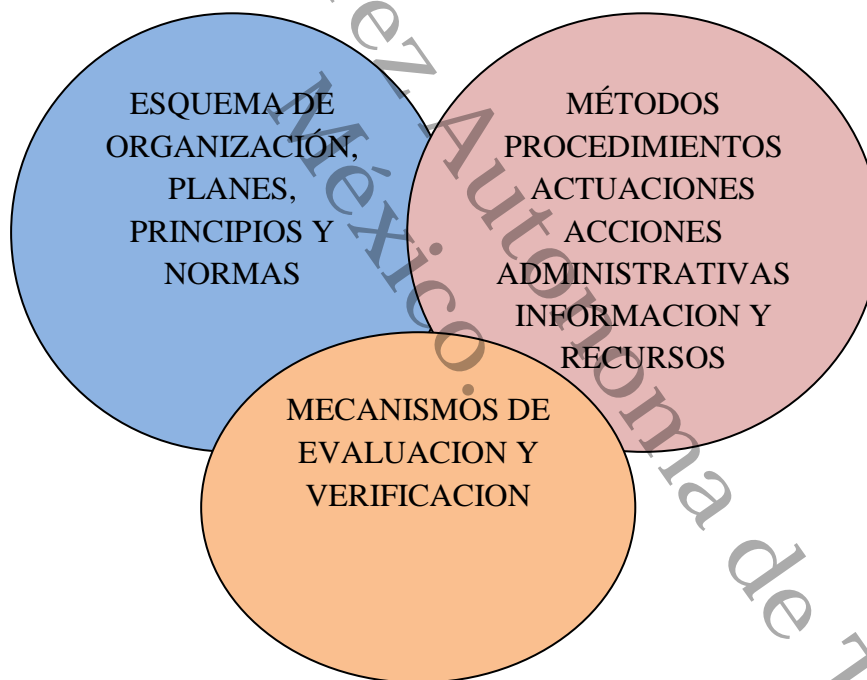 ESQUEMA DE
ORGANIZACIÓN,
PLANES,
PRINCIPIOS Y
NORMAS
MÉTODOS
PROCEDIMIENTOS
ACTUACIONES
ACCIONES
ADMINISTRATIVAS
INFORMACION Y
RECURSOS
MECANISMOS DE
EVALUACION Y
VERIFICACION
Autonoma de
México.